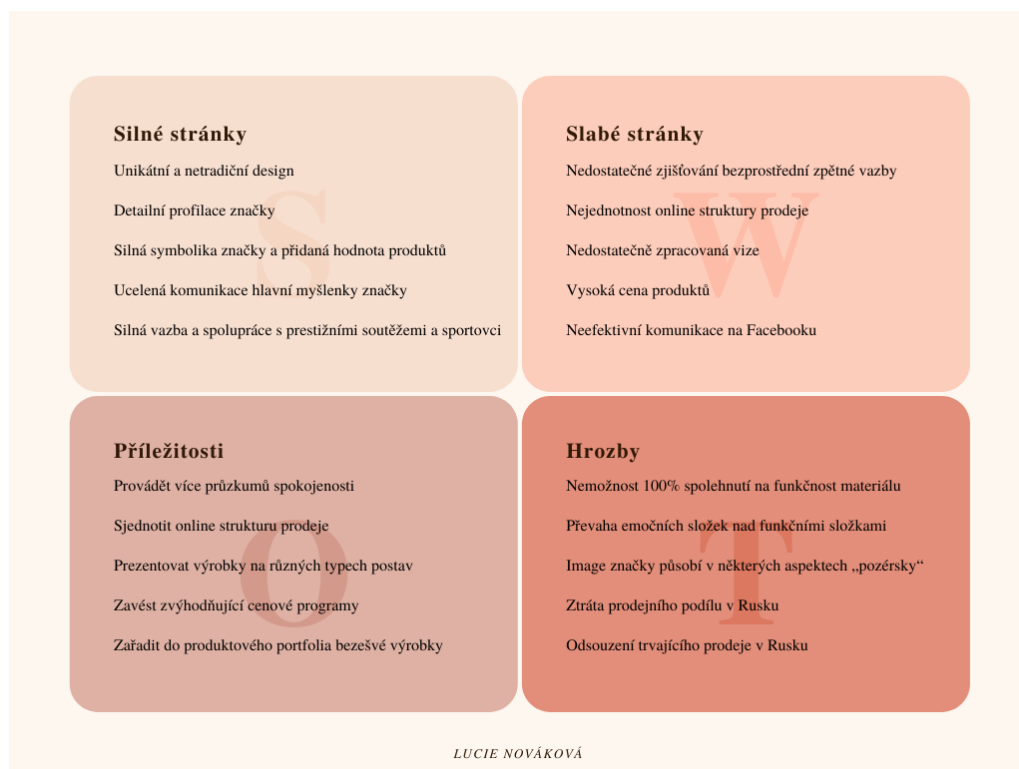 Silné stránky
Unikátní a netradiční design
Detailní profilace značky
Silná symbolika značky a přidaná hodnota produktů
Ucelená komunikace hlavní myšlenky značky
Silná vazba a spolupráce s prestižními soutěžemi a sportovci
S
Slabé stránky
Nedostatečné zjišťování bezprostřední zpětné vazby
Nejednotnost online struktury prodeje
Nedostatečně zpracovaná vize
Vysoká cena produktů
Neefektivní komunikace na Facebooku
W
Příležitosti
Provádět více průzkumů spokojenosti
Sjednotit online strukturu prodeje
Prezentovat výrobky na různých typech postav
Zavést zvýhodňující cenové programy
Zařadit do produktového portfolia bezešvé výrobky
O
Hrozby
Nemožnost 100% spolehnutí na funkčnost materiálu
Převaha emočních složek nad funkčními složkami
Image značky působí v některých aspektech „pozérsky“
Ztráta prodejního podílu v Rusku
Odsouzení trvajícího prodeje v Rusku
T
LUCIE NOVÁKOVÁ